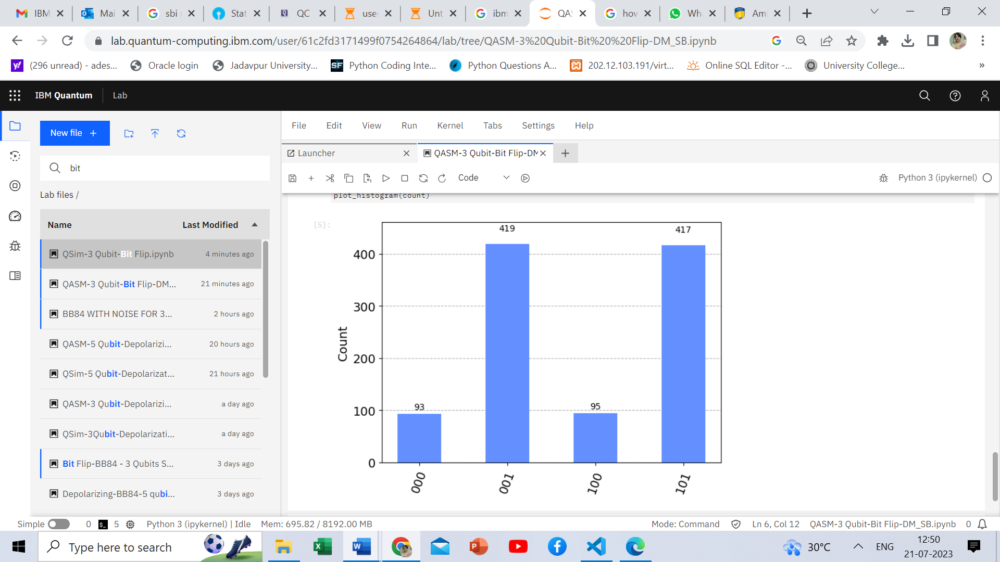 IBM
Mai
sbi r
Stat
QC
user
Unt
ibm
QAS
how
Wha
Ami
lab.quantum-computing.ibm.com/user/61c2fd3171499f0754264864/lab/tree/QASM-3%20Qubit-Bit%20%20Flip-DM_SB.ipynb
(296 unread) - ades...
Oracle login
Jadavpur University...
SF
Python Coding Inte...
Python Questions A...
202.12.103.191/virt...
Online SQL Editor -...
University College...
»
IBM Quantum
Lab
New file +
File Edit View Run Kernel Tabs Settings Help
Launcher
QASM-3 Qubit-Bit Flip-DM
bit
Code
Python 3 (ipykernel)
Lab files /
Name Last Modified
QSim-3 Qubit-Bit Flip.ipynb 4 minutes ago
QASM-3 Qubit-Bit Flip-DM... 21 minutes ago
BB84 WITH NOISE FOR 3... 2 hours ago
QASM-5 Qubit-Depolarizi... 20 hours ago
QSim-5 Qubit-Depolarizat... 21 hours ago
QASM-3 Qubit-Depolarizi... a day ago
QSim-3Qubit-Depolarizati... a day ago
Bit Flip-BB84 - 3 Qubits S... 3 days ago
Depolarizing-BB84-5 qubi... 3 days ago
plot_histogram(count)
[5]:
419
417
93
95
400
300
200
100
0
Count
000
001
100
101
Simple
0
5
Python 3 (ipykernel) | Idle
Mem: 695.82 / 8192.00 MB
Mode: Command
Ln 6, Col 12
QASM-3 Qubit-Bit Flip-DM_SB.ipynb
0
Type here to search
30°C
ENG
12:50
21-07-2023